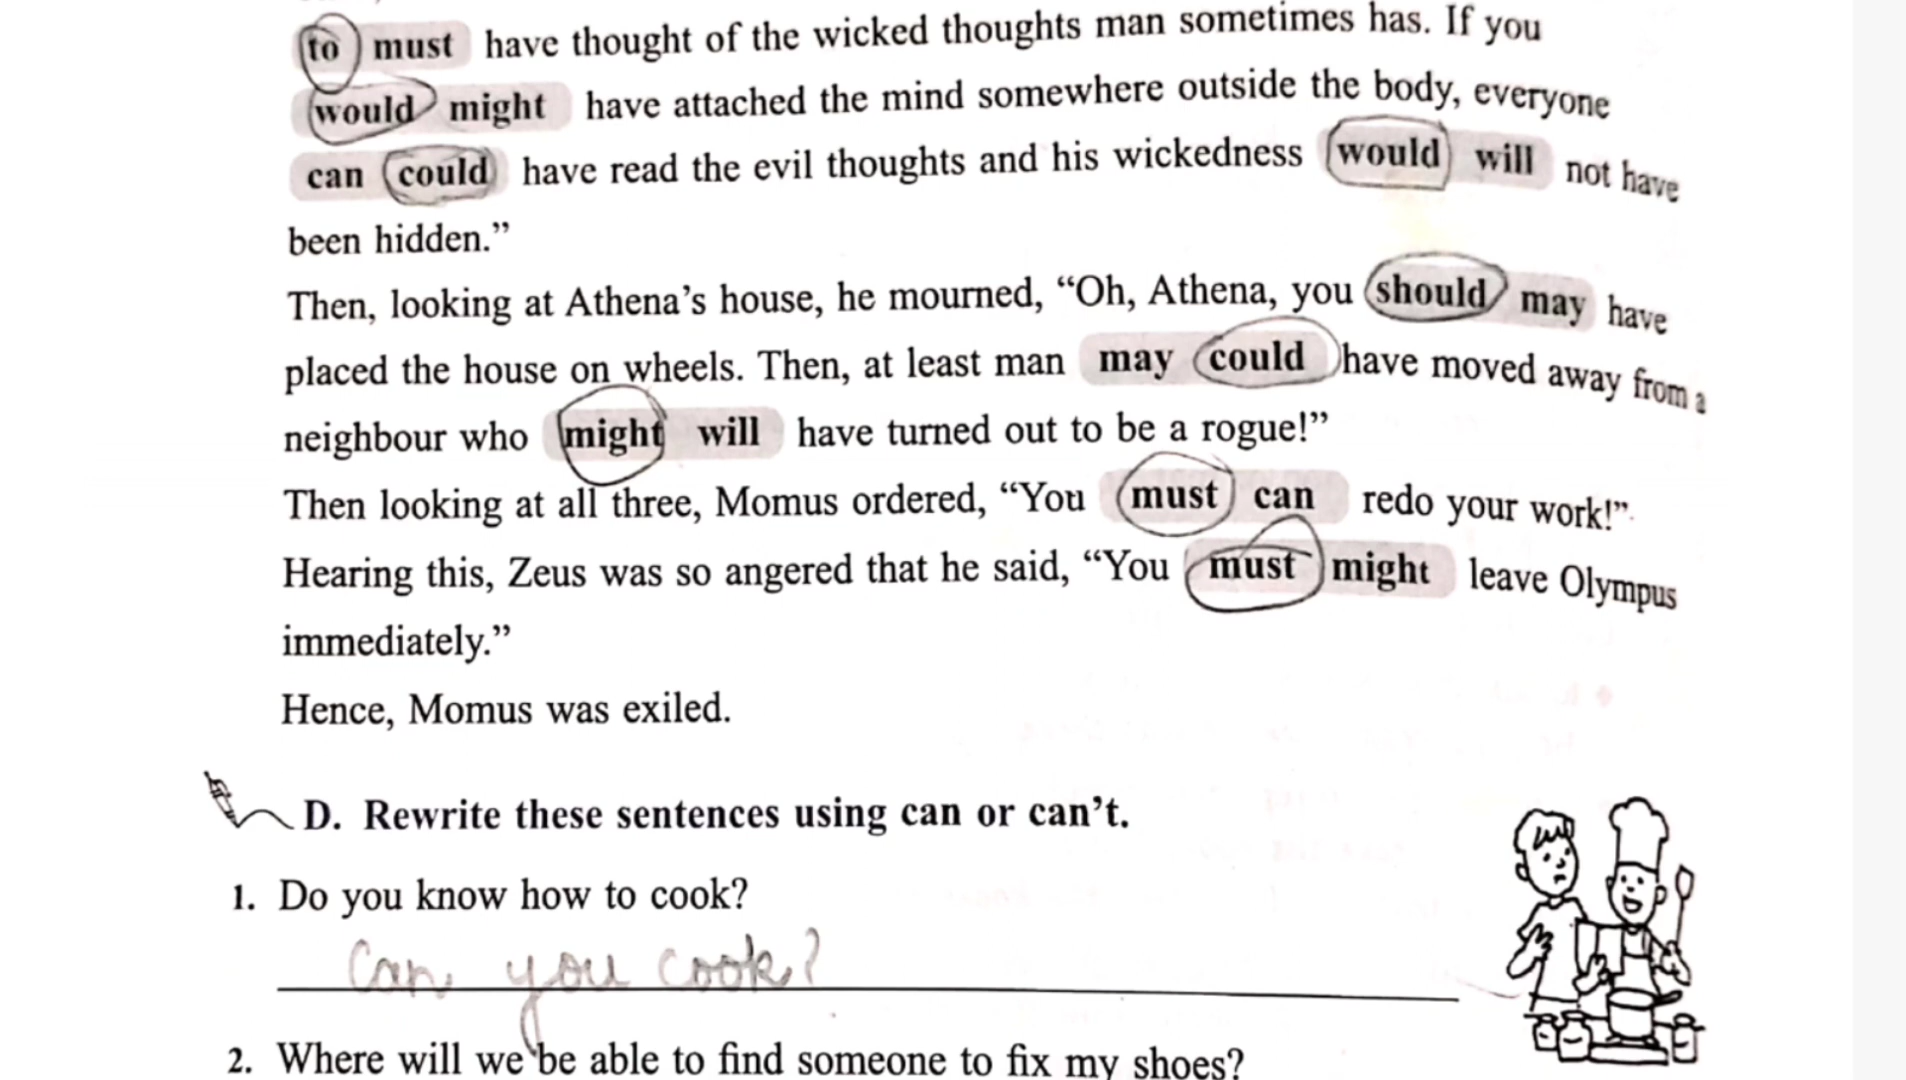 to must have thought of the wicked thoughts man sometimes has. If you
would might have attached the mind somewhere outside the body, everyone
can could have read the evil thoughts and his wickedness would will not have
been hidden.”
Then, looking at Athena’s house, he mourned, “Oh, Athena, you should may have
placed the house on wheels. Then, at least man may could have moved away from a
neighbour who might will have turned out to be a rogue!”
Then looking at all three, Momus ordered, “You must can redo your work!”
Hearing this, Zeus was so angered that he said, “You must might leave Olympus
immediately.”
Hence, Momus was exiled.
D. Rewrite these sentences using can or can’t.
1. Do you know how to cook?
Can you cook?
2. Where will we be able to find someone to fix my shoes?